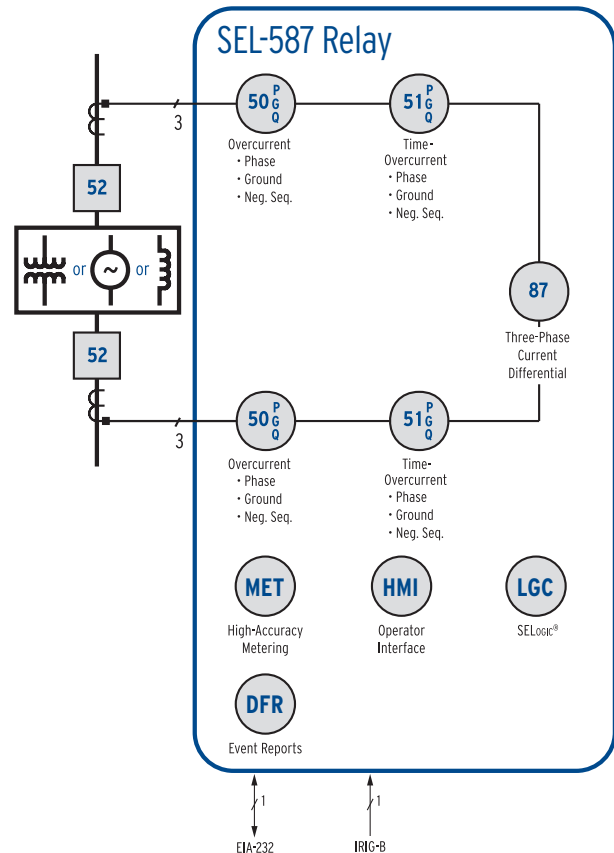 SEL-587 Relay
50 P G Q
51 P G Q
3
Overcurrent
• Phase
• Ground
• Neg. Seq.
Time-
Overcurrent
• Phase
• Ground
• Neg. Seq.
52
or ~ or
87
Three-Phase
Current
Differential
52
3
50 P G Q
51 P G Q
Overcurrent
• Phase
• Ground
• Neg. Seq.
Time-
Overcurrent
• Phase
• Ground
• Neg. Seq.
MET
HMI
LGC
High-Accuracy
Metering
Operator
Interface
SELOGIC®
DFR
Event Reports
1
1
EIA-232
IRIG-B